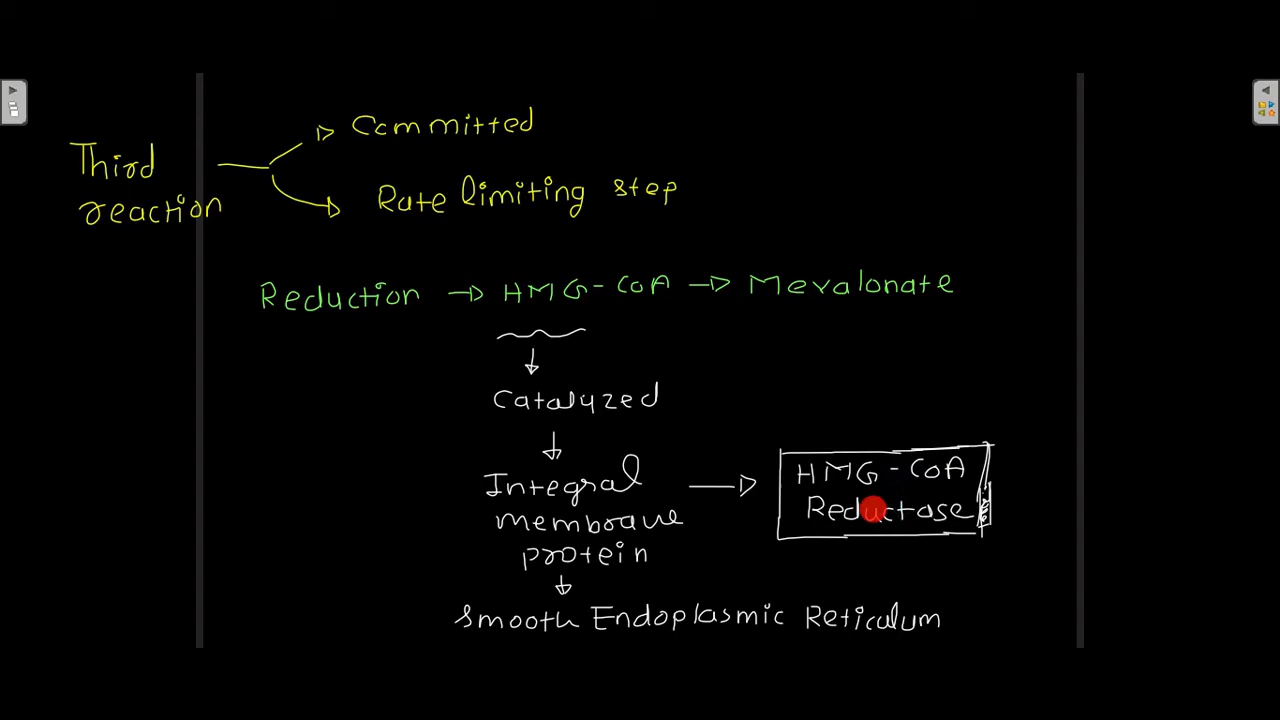 Committed
Third
reaction
Rate limiting step
Reduction → HMG-CoA → Mevalonate
Catalyzed
Integral
membrane
protein
HMG-CoA
Reductase
Smooth Endoplasmic Reticulum